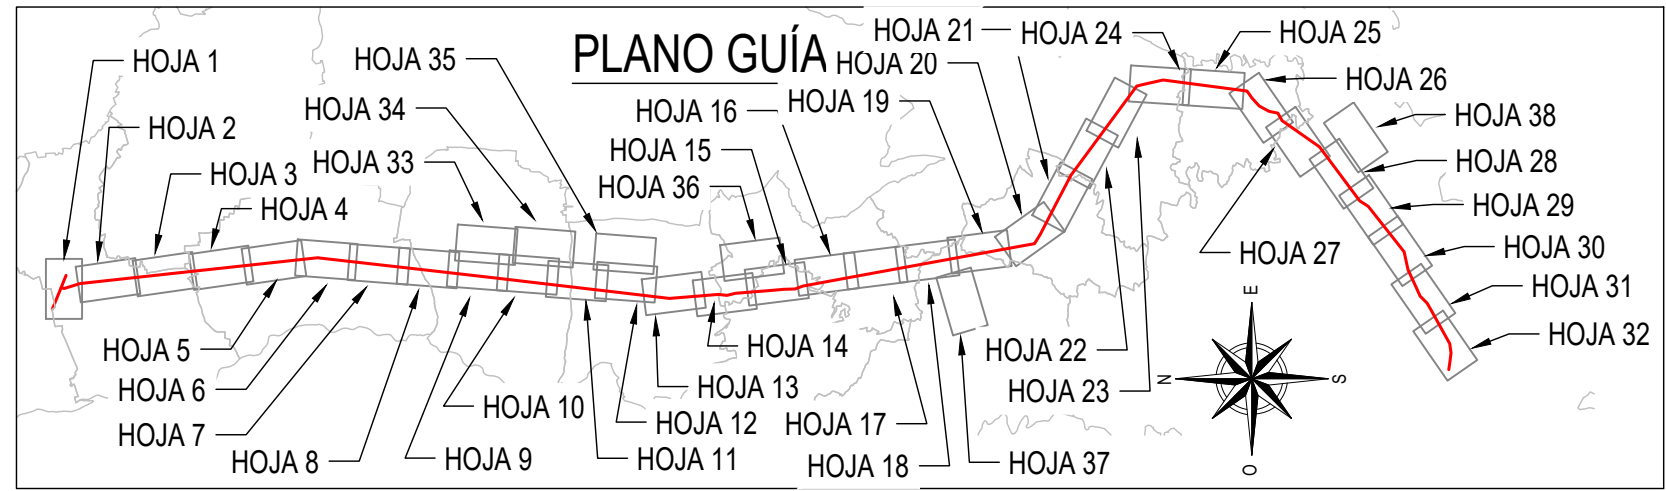 PLANO GUÍA
HOJA 1
HOJA 2
HOJA 3
HOJA 4
HOJA 35
HOJA 34
HOJA 33
HOJA 16
HOJA 15
HOJA 36
HOJA 21
HOJA 20
HOJA 19
HOJA 24
HOJA 25
HOJA 26
HOJA 38
HOJA 28
HOJA 29
HOJA 27
HOJA 30
HOJA 31
HOJA 32
HOJA 5
HOJA 6
HOJA 7
HOJA 8
HOJA 9
HOJA 10
HOJA 11
HOJA 12
HOJA 13
HOJA 14
HOJA 17
HOJA 18
HOJA 37
HOJA 22
HOJA 23
E
N
S
O